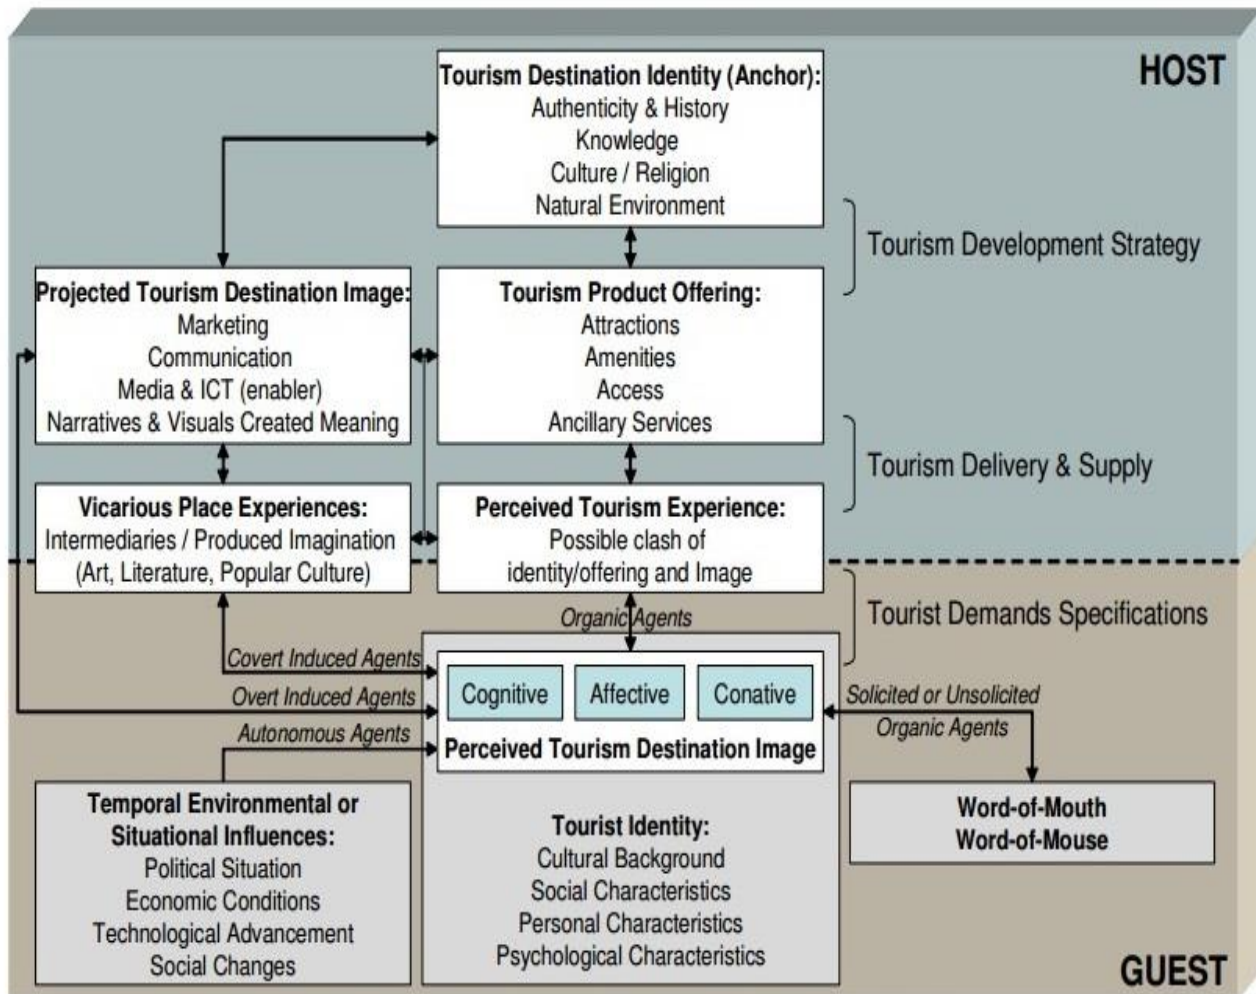 HOST
Tourism Destination Identity (Anchor):
Authenticity & History
Knowledge
Culture / Religion
Natural Environment
Tourism Development Strategy
Projected Tourism Destination Image:
Marketing
Communication
Media & ICT (enabler)
Narratives & Visuals Created Meaning
Tourism Product Offering:
Attractions
Amenities
Access
Ancillary Services
Tourism Delivery & Supply
Vicarious Place Experiences:
Intermediaries / Produced Imagination
(Art, Literature, Popular Culture)
Perceived Tourism Experience:
Possible clash of
identity/offering and Image
Tourist Demands Specifications
Organic Agents
Covert Induced Agents
Overt Induced Agents
Autonomous Agents
Cognitive
Affective
Conative
Perceived Tourism Destination Image
Solicited or Unsolicited
Organic Agents
Temporal Environmental or
Situational Influences:
Political Situation
Economic Conditions
Technological Advancement
Social Changes
Tourist Identity:
Cultural Background
Social Characteristics
Personal Characteristics
Psychological Characteristics
Word-of-Mouth
Word-of-Mouse
GUEST